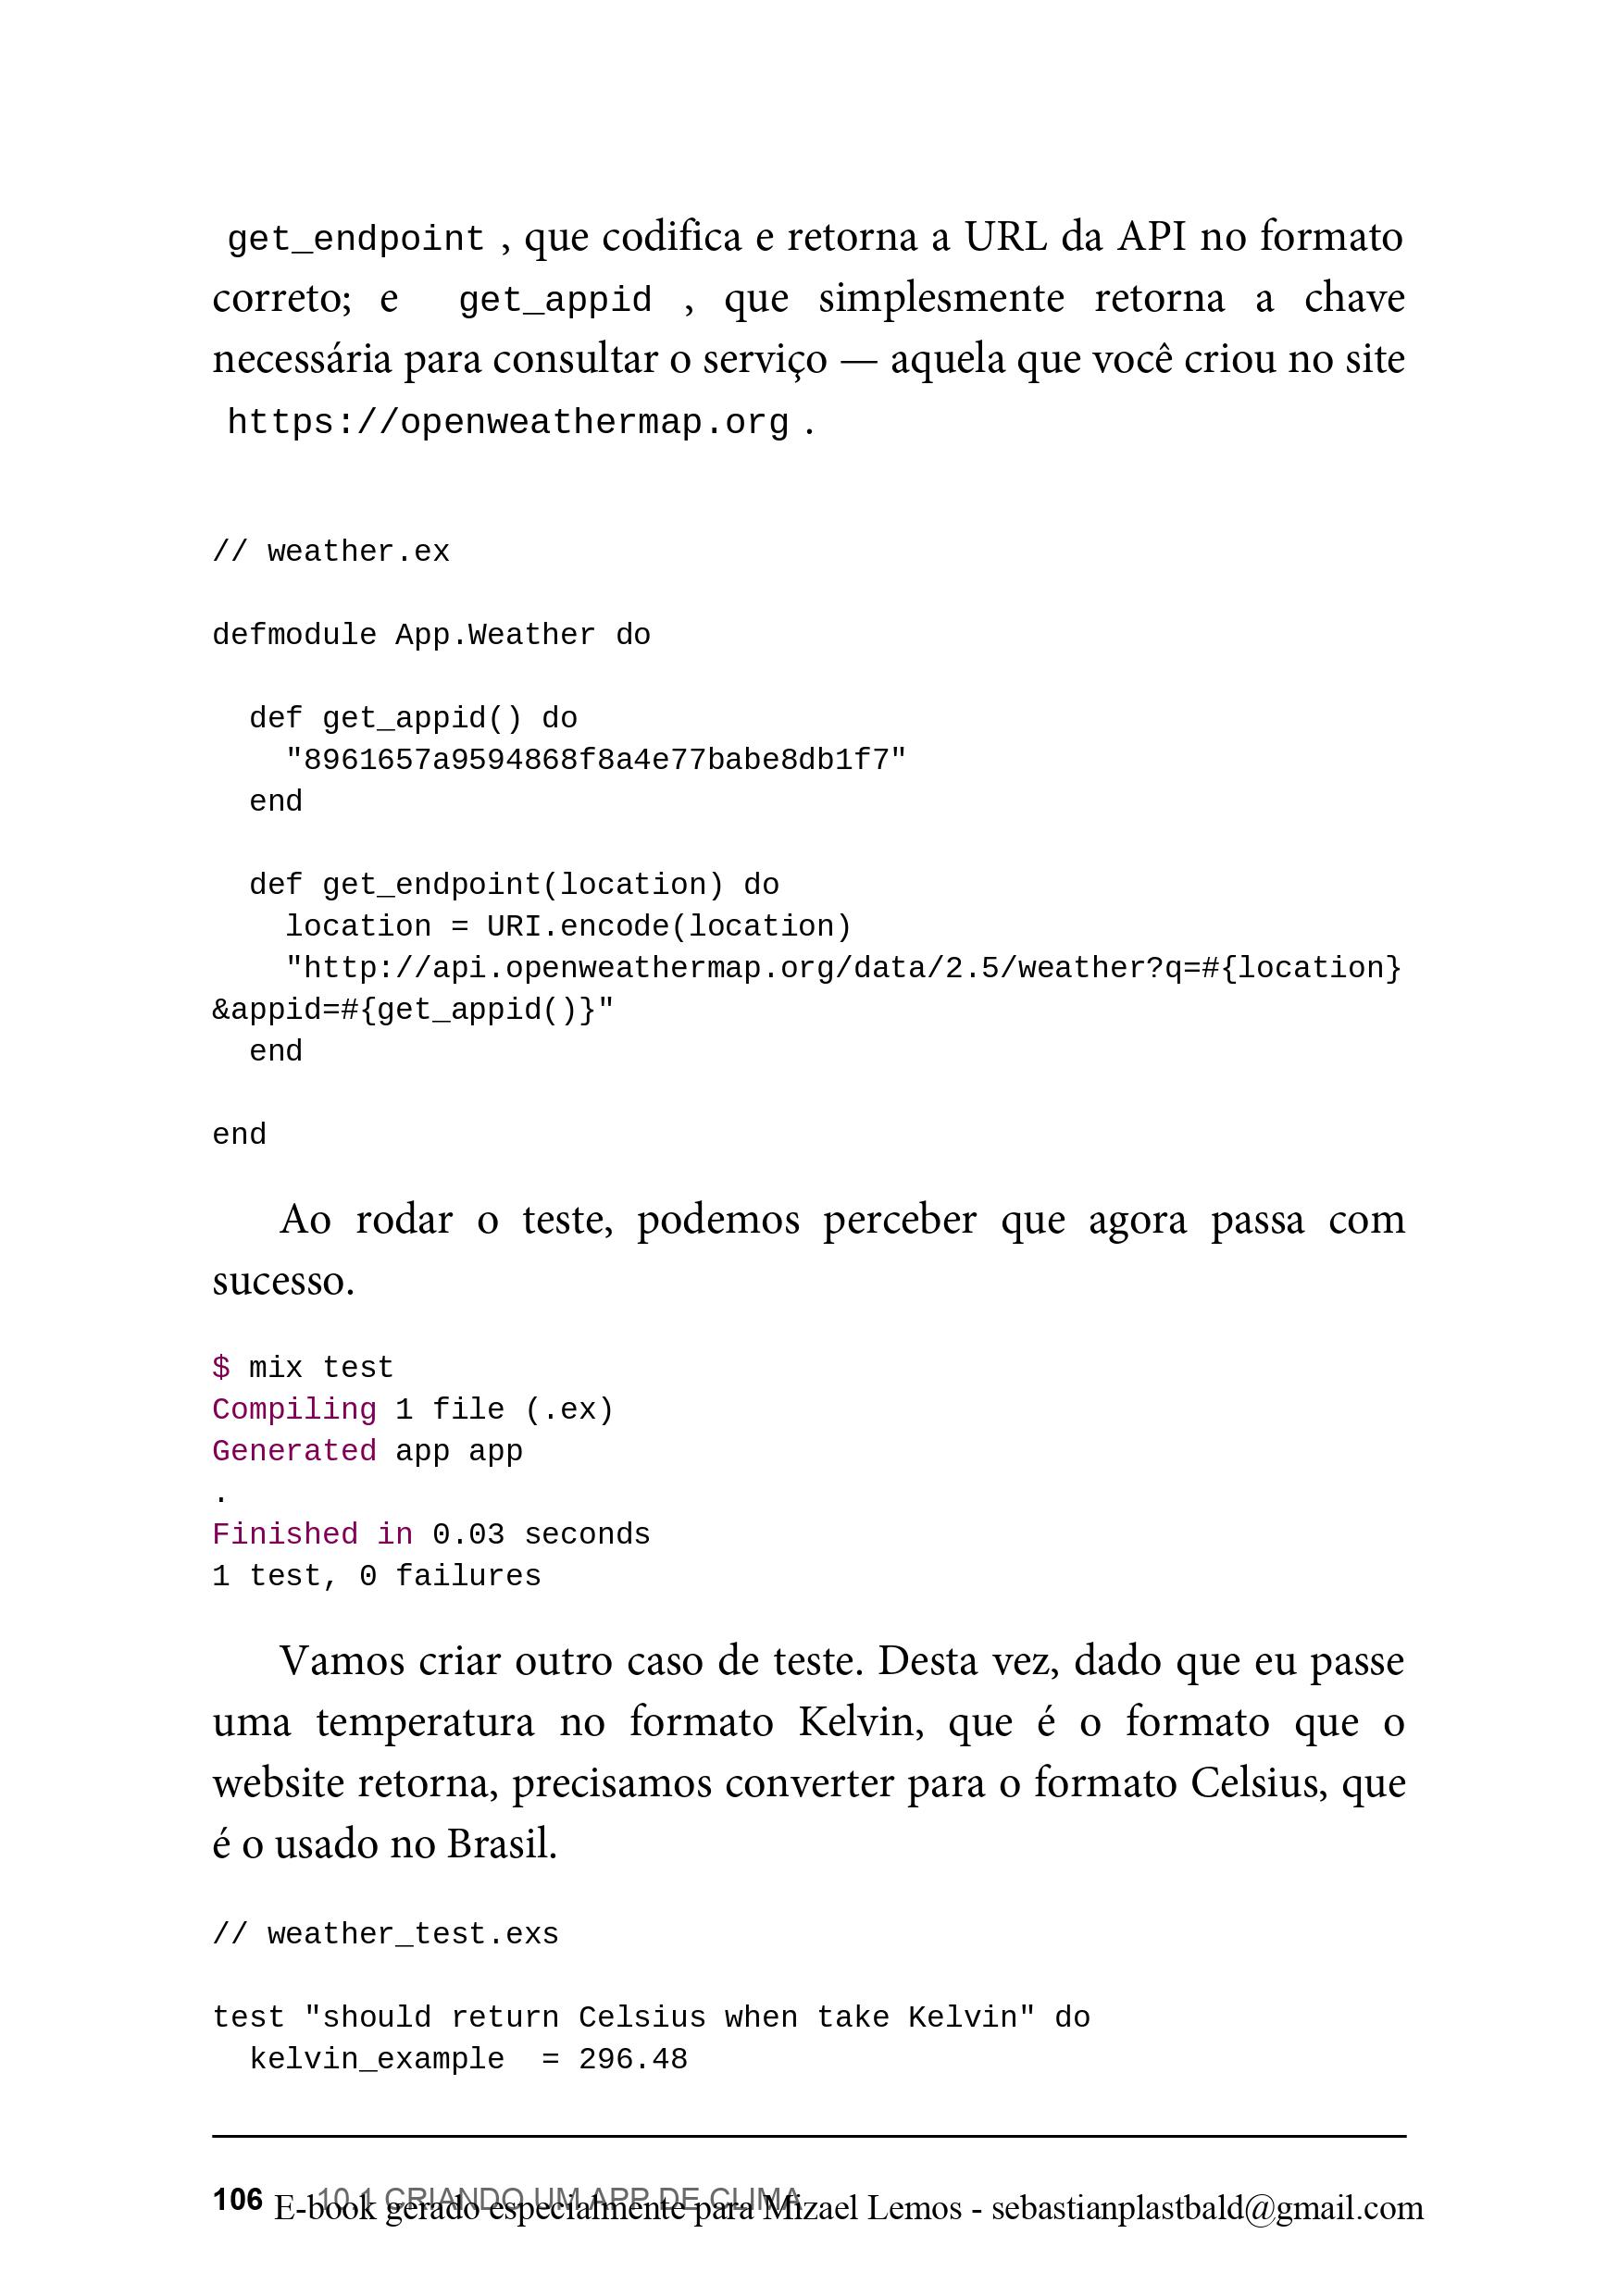 get_endpoint , que codifica e retorna a URL da API no formato
correto; e get_appid , que simplesmente retorna a chave
necessária para consultar o serviço — aquela que você criou no site
https://openweathermap.org .
// weather.ex
defmodule App.Weather do
  def get_appid() do
    "8961657a9594868f8a4e77babe8db1f7"
  end
  def get_endpoint(location) do
    location = URI.encode(location)
    "http://api.openweathermap.org/data/2.5/weather?q=#{location}
&appid=#{get_appid()}"
  end
end
Ao rodar o teste, podemos perceber que agora passa com
sucesso.
$ mix test
Compiling 1 file (.ex)
Generated app app
.
Finished in 0.03 seconds
1 test, 0 failures
Vamos criar outro caso de teste. Desta vez, dado que eu passe
uma temperatura no formato Kelvin, que é o formato que o
website retorna, precisamos converter para o formato Celsius, que
é o usado no Brasil.
// weather_test.exs
test "should return Celsius when take Kelvin" do
  kelvin_example  = 296.48
106 10.1 CRIANDO UM APP DE CLIMA
E-book gerado especialmente para Mizael Lemos - sebastianplastbald@gmail.com